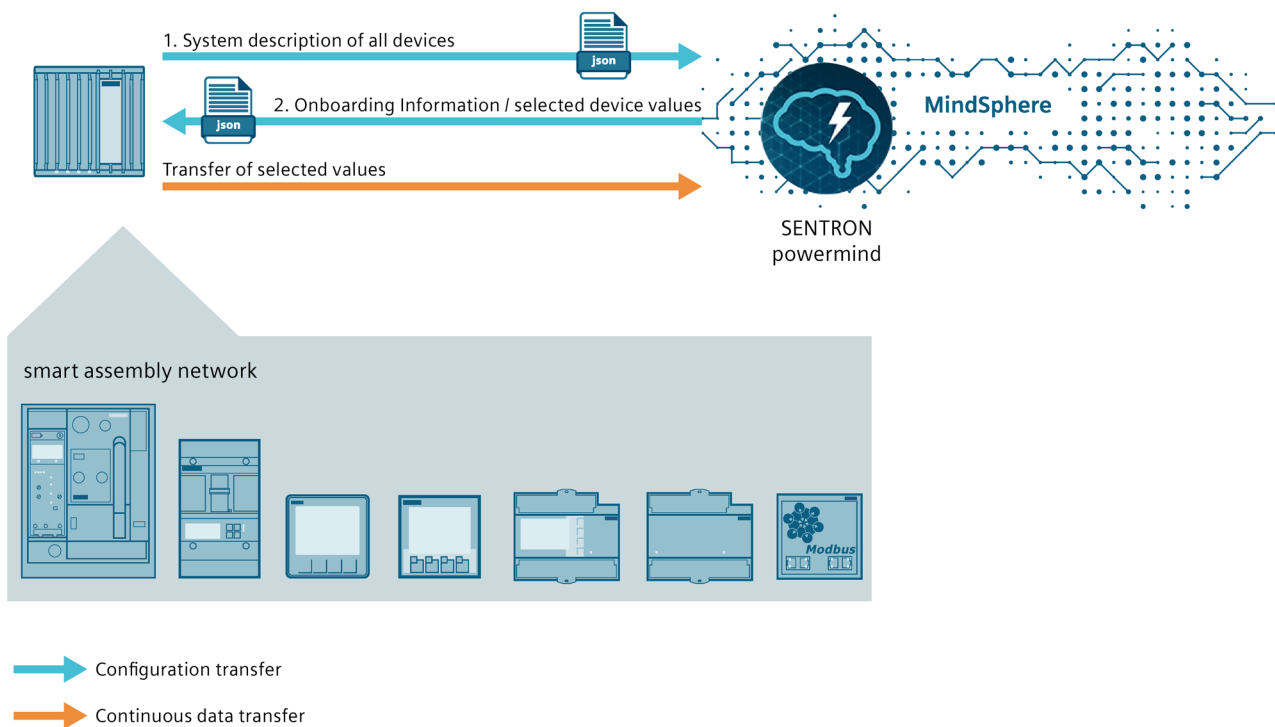 1. System description of all devices
json
2. Onboarding Information / selected device values
json
MindSphere
Transfer of selected values
SENTRON
powermind
smart assembly network
Modbus
Configuration transfer
Continuous data transfer